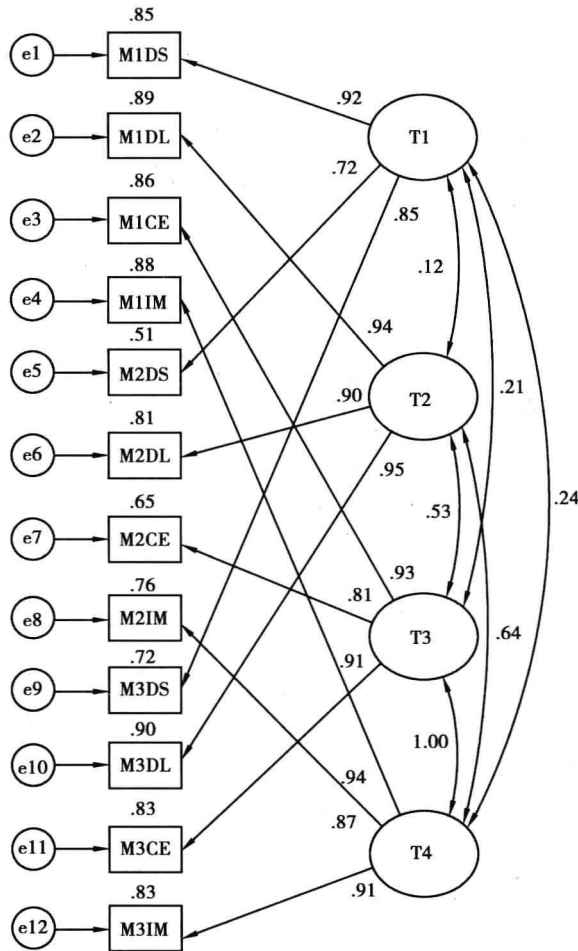 .85
e1 M1DS
.92
.89
e2 M1DL
T1
.72
.86
e3 M1CE
.85
.88
e4 M1IM
.12
.51
e5 M2DS
.94
.90
T2
.21
.81
e6 M2DL
.95
.24
.65
e7 M2CE
.53
.93
.81
.76
e8 M2IM
T3
.64
.72
.91
e9 M3DS
.90
e10 M3DL
1.00
.94
.83
.87
e11 M3CE
T4
.83
.91
e12 M3IM